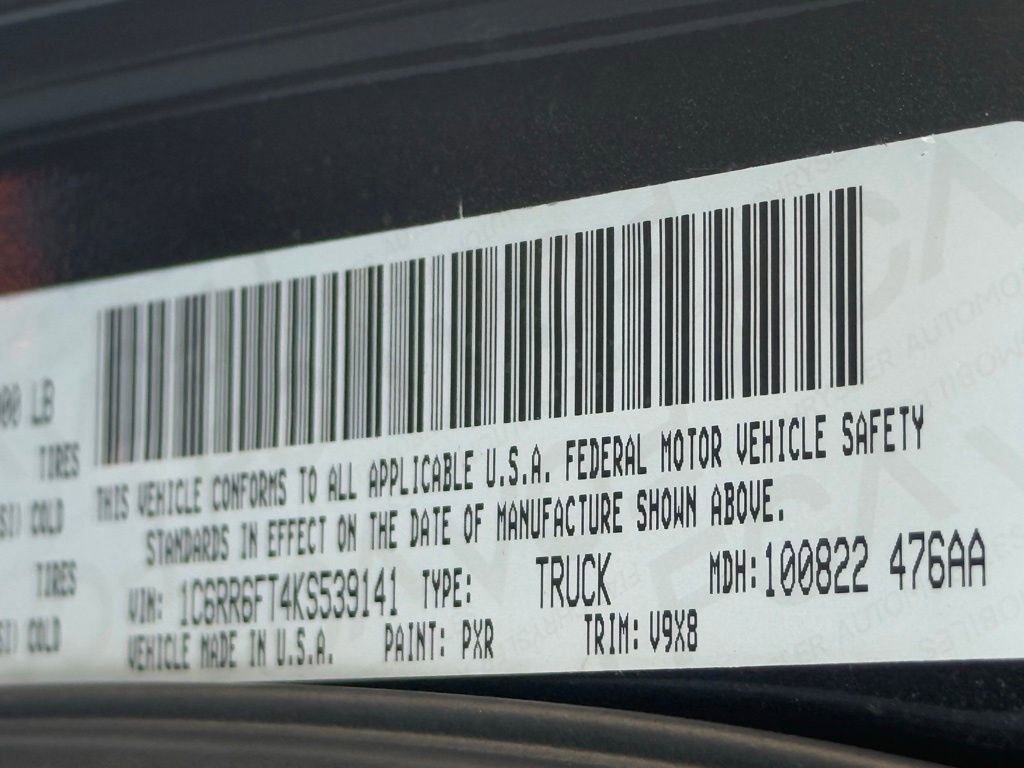 00 LB
TIRES
SI) COLD
TIRES
SI) COLD
THIS VEHICLE CONFORMS TO ALL APPLICABLE U.S.A. FEDERAL MOTOR VEHICLE SAFETY
STANDARDS IN EFFECT ON THE DATE OF MANUFACTURE SHOWN ABOVE.
VIN: 1C6RR6FT4KS539141 TYPE: TRUCK MDH:100822 476AA
VEHICLE MADE IN U.S.A. PAINT: PXR TRIM: V9X8